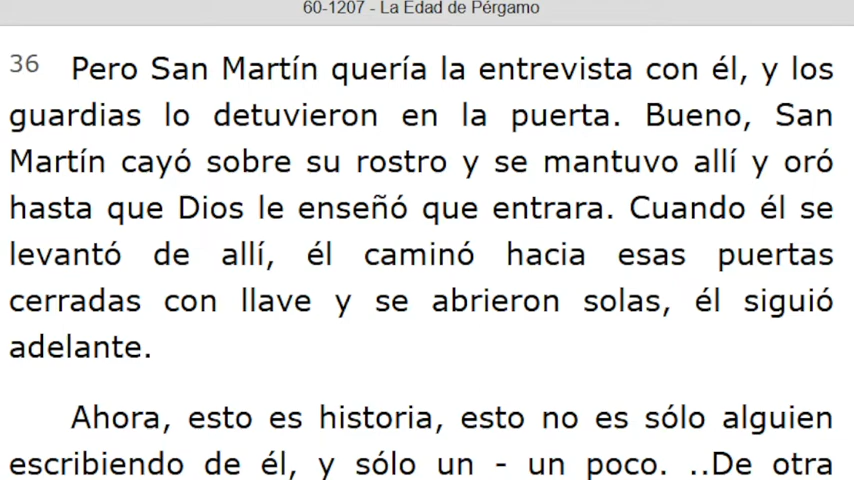 60-1207 - La Edad de Pérgamo
36 Pero San Martín quería la entrevista con él, y los
guardias lo detuvieron en la puerta. Bueno, San
Martín cayó sobre su rostro y se mantuvo allí y oró
hasta que Dios le enseñó que entrara. Cuando él se
levantó de allí, él caminó hacia esas puertas
cerradas con llave y se abrieron solas, él siguió
adelante.
Ahora, esto es historia, esto no es sólo alguien
escribiendo de él, y sólo un - un poco. ..De otra